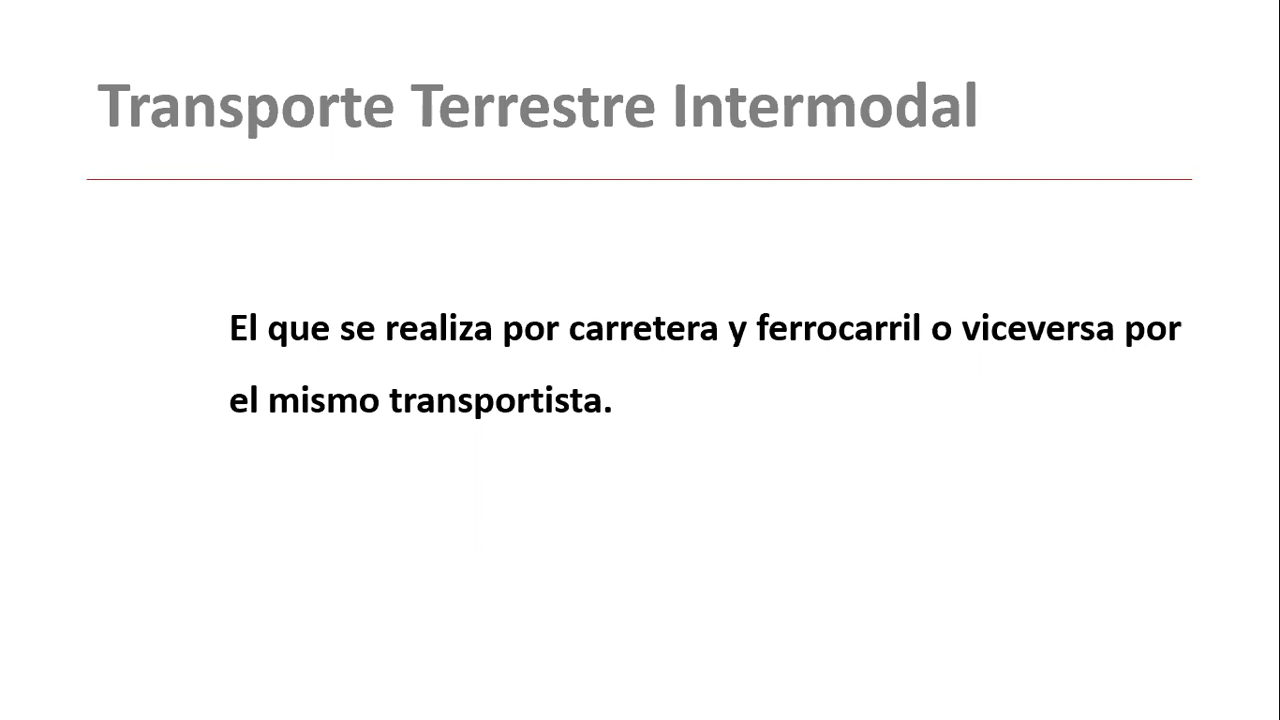 Transporte Terrestre Intermodal
El que se realiza por carretera y ferrocarril o viceversa por
el mismo transportista.